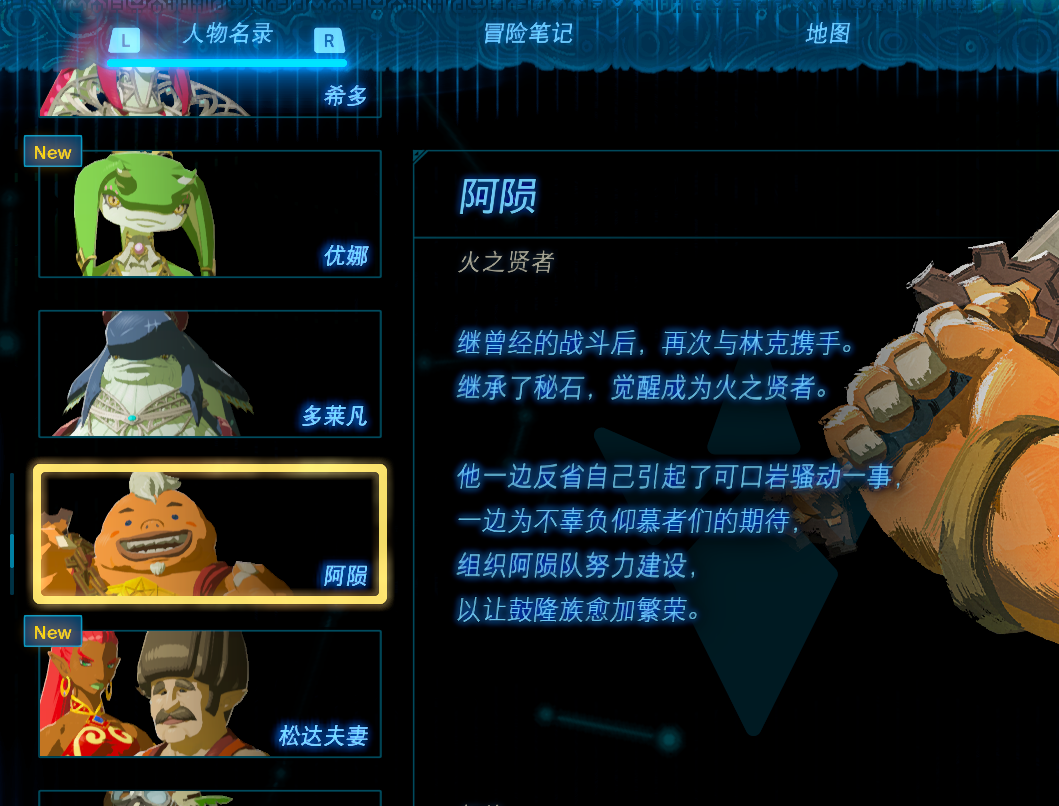 L
人物名录
R
冒险笔记
地图
希多
New
优娜
多莱凡
阿陨
New
松达夫妻
阿陨
火之贤者
继曾经的战斗后，再次与林克携手。
继承了秘石，觉醒成为火之贤者。
他一边反省自己引起了可口岩骚动一事，
一边为不辜负仰慕者们的期待，
组织阿陨队努力建设，
以让鼓隆族愈加繁荣。